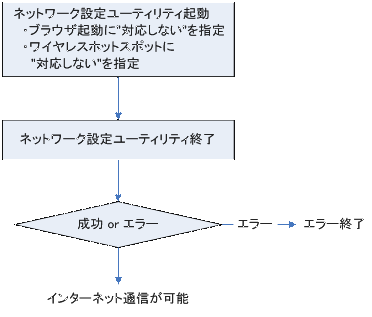 ネットワーク設定ユーティリティ起動
・ブラウザ起動に"対応しない"を指定
・ワイヤレスホットスポットに
"対応しない"を指定
ネットワーク設定ユーティリティ終了
成功 or エラー
エラー
エラー終了
インターネット通信が可能